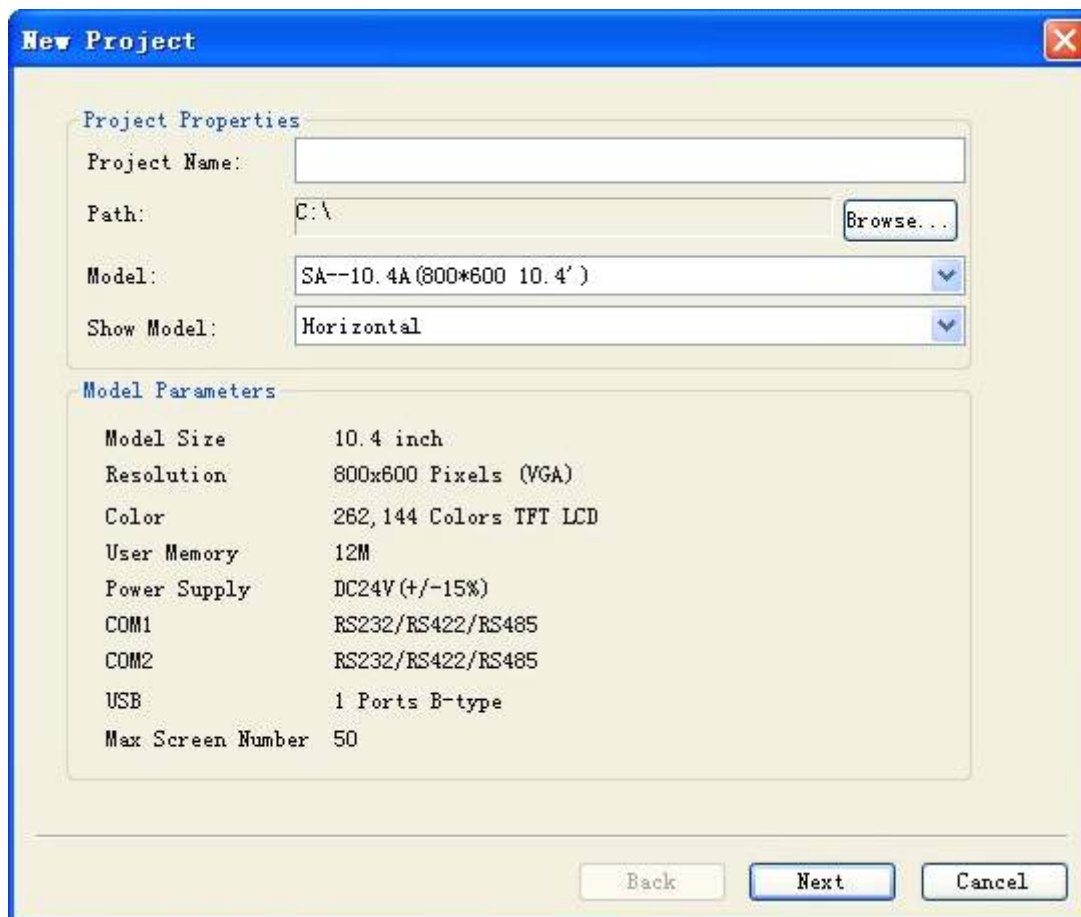 New Project
Project Properties
Project Name:
Path: C:\ Browse...
Model: SA--10.4A(800*600 10.4')
Show Model: Horizontal
Model Parameters
Model Size 10.4 inch
Resolution 800x600 Pixels (VGA)
Color 262,144 Colors TFT LCD
User Memory 12M
Power Supply DC24V(+/-15%)
COM1 RS232/RS422/RS485
COM2 RS232/RS422/RS485
USB 1 Ports B-type
Max Screen Number 50
Back Next Cancel